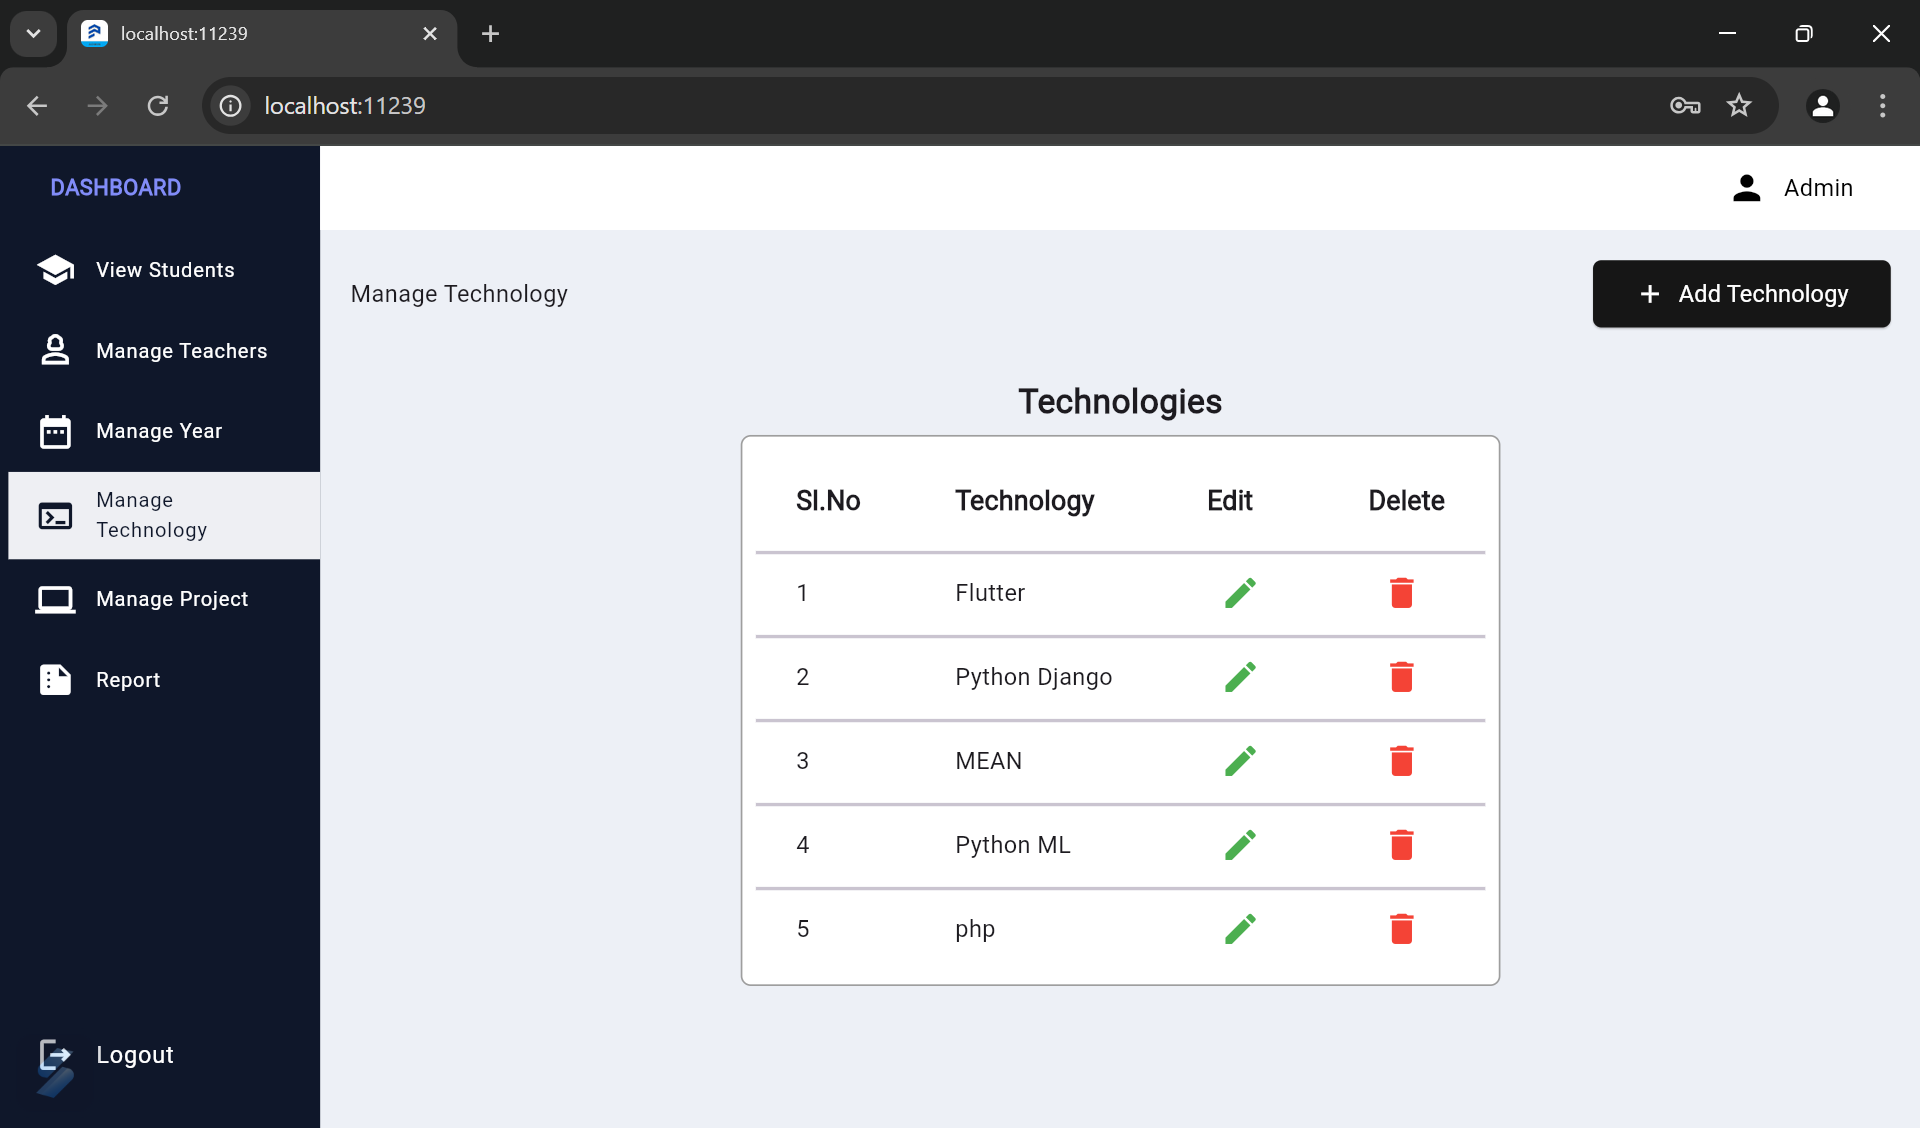 localhost:11239
localhost:11239
DASHBOARD
Admin
View Students
Manage Teachers
Manage Year
Manage
Technology
Manage Project
Report
Logout
Manage Technology
+ Add Technology
Technologies
Sl.No Technology Edit Delete
1 Flutter
2 Python Django
3 MEAN
4 Python ML
5 php